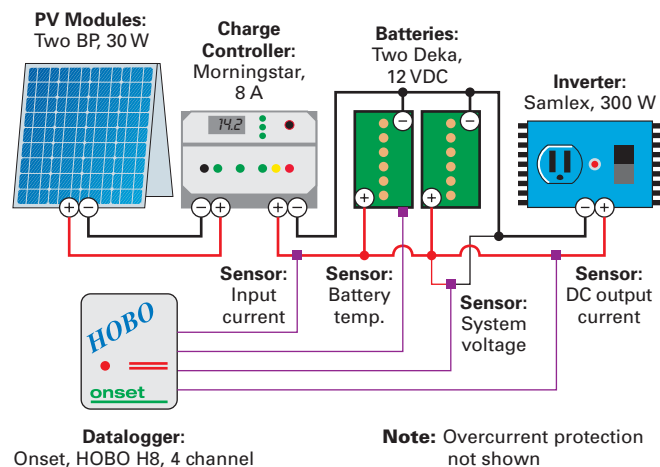 PV Modules:
Two BP, 30 W
Charge
Controller:
Morningstar,
8 A
Batteries:
Two Deka,
12 VDC
Inverter:
Samlex, 300 W
14.2
Sensor:
Input
current
Sensor:
Battery
temp.
Sensor:
System
voltage
Sensor:
DC output
current
HOBO
onset
Datalogger:
Onset, HOBO H8, 4 channel
Note: Overcurrent protection
not shown